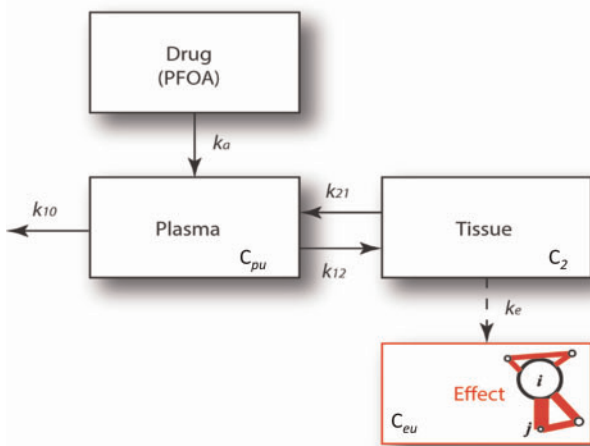 Drug
(PFOA)
ka
k21
k10
Plasma
Tissue
Cpu
k12
C2
ke
Effect
i
j
Ceu